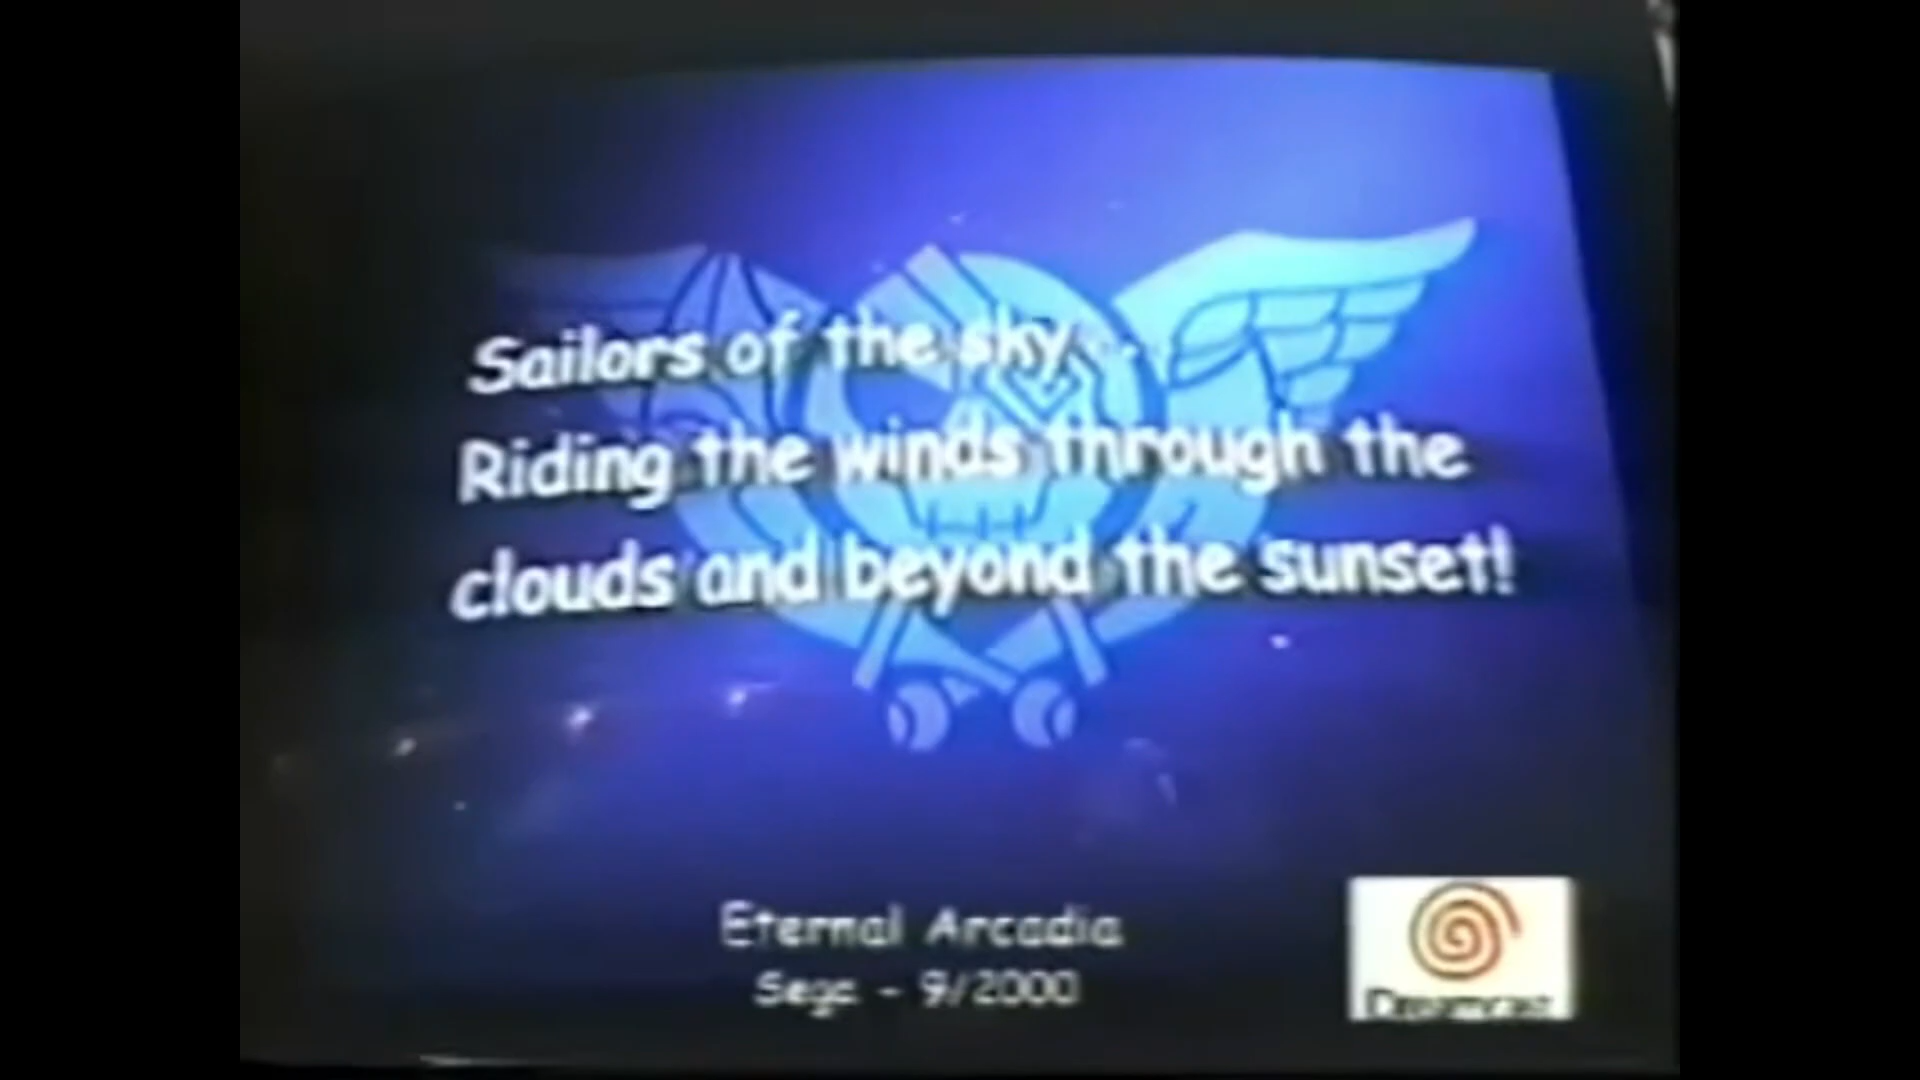 Sailors of the sky...
Riding the winds through the
clouds and beyond the sunset!
Eternal Arcadia
Sega - 9/2000
Dreamcast